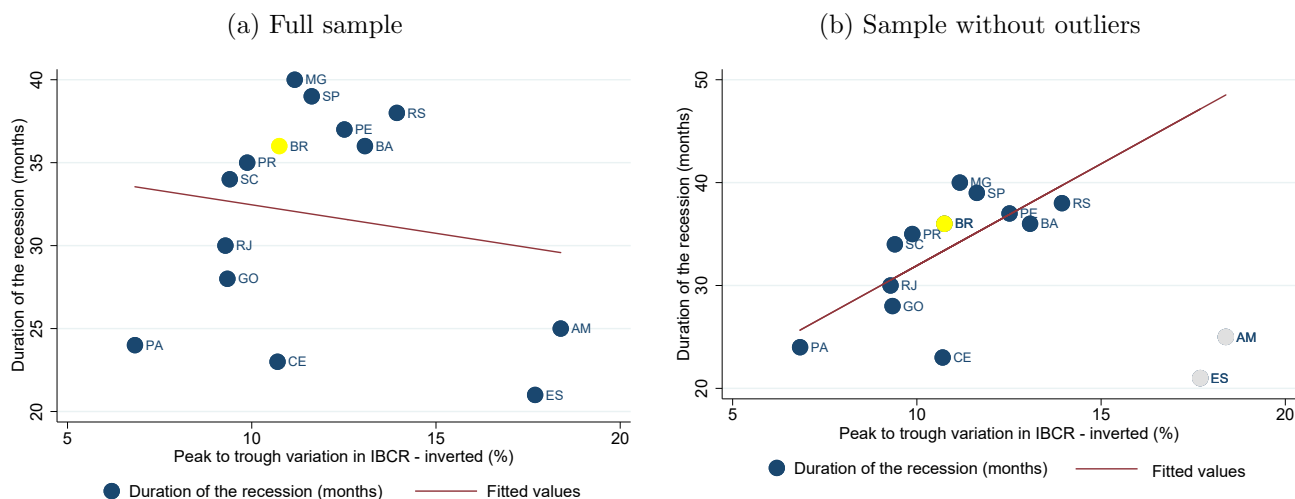 (a) Full sample
40
35
30
25
20
Duration of the recession (months)
MG
SP
RS
PE
BR
BA
PR
SC
RJ
GO
AM
PA
CE
ES
5 10 15 20
Peak to trough variation in IBCR - inverted (%)
Duration of the recession (months) Fitted values
(b) Sample without outliers
50
40
30
20
Duration of the recession (months)
MG
SP
RS
PE
BR
BA
PR
SC
RJ
GO
AM
PA
CE
ES
5 10 15 20
Peak to trough variation in IBCR - inverted (%)
Duration of the recession (months) Fitted values